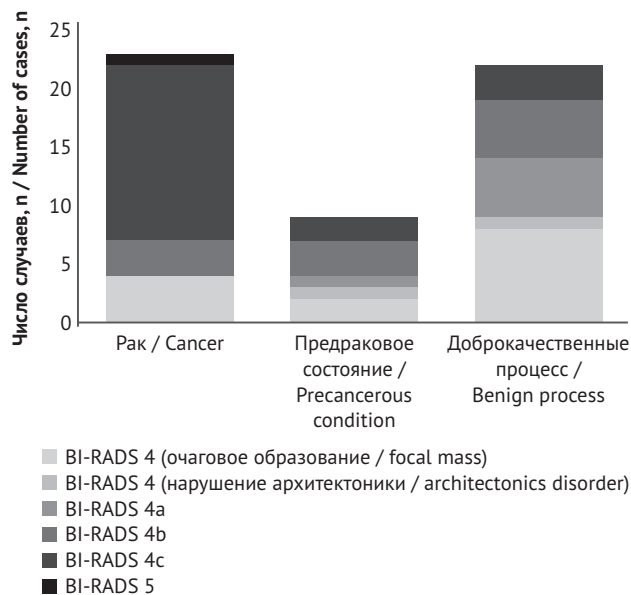 Число случаев, n / Number of cases, n
25
20
15
10
5
0
Рак / Cancer
Предраковое
состояние /
Precancerous
condition
Доброкачественные
процесс /
Benign process
BI-RADS 4 (очаговое образование / focal mass)
BI-RADS 4 (нарушение архитектоники / architectonics disorder)
BI-RADS 4a
BI-RADS 4b
BI-RADS 4c
BI-RADS 5